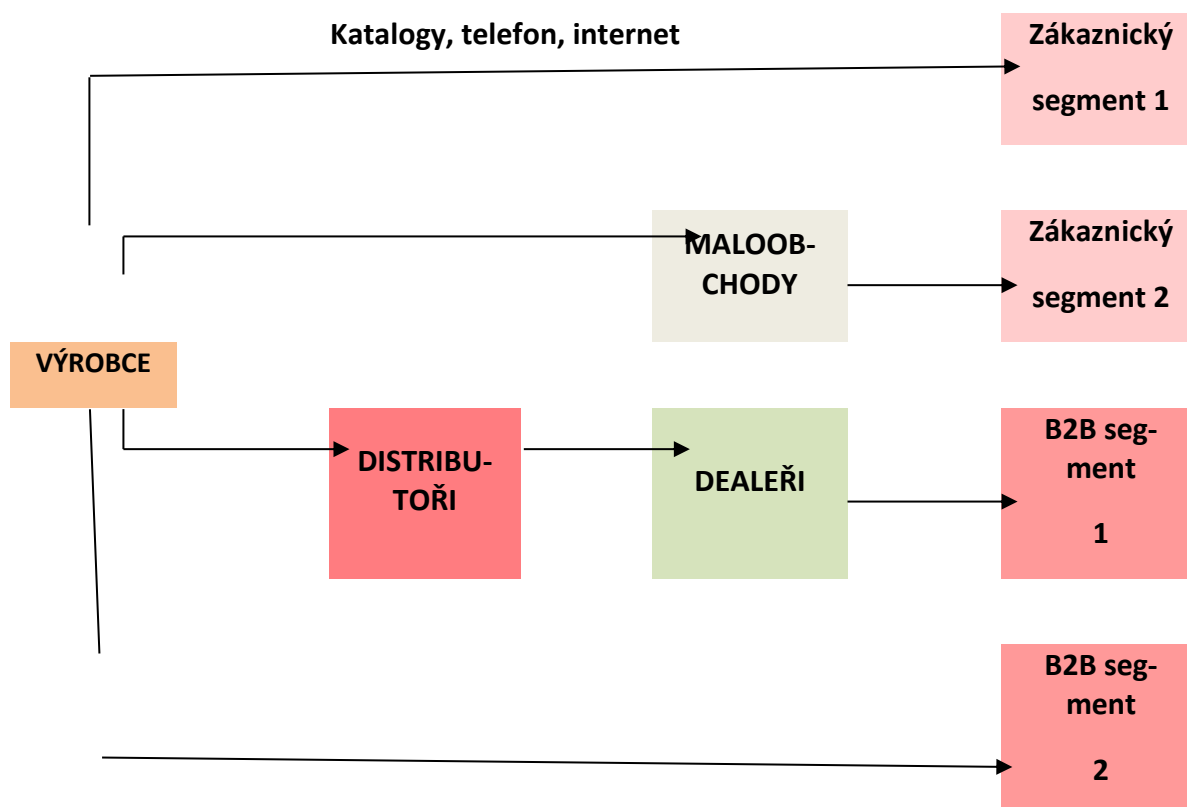 Katalogy, telefon, internet
Zákaznický
segment 1
MALOOB-
CHODY
Zákaznický
segment 2
VÝROBCE
DISTRIBU-
TOŘI
DEALEŘI
B2B seg-
ment
1
B2B seg-
ment
2